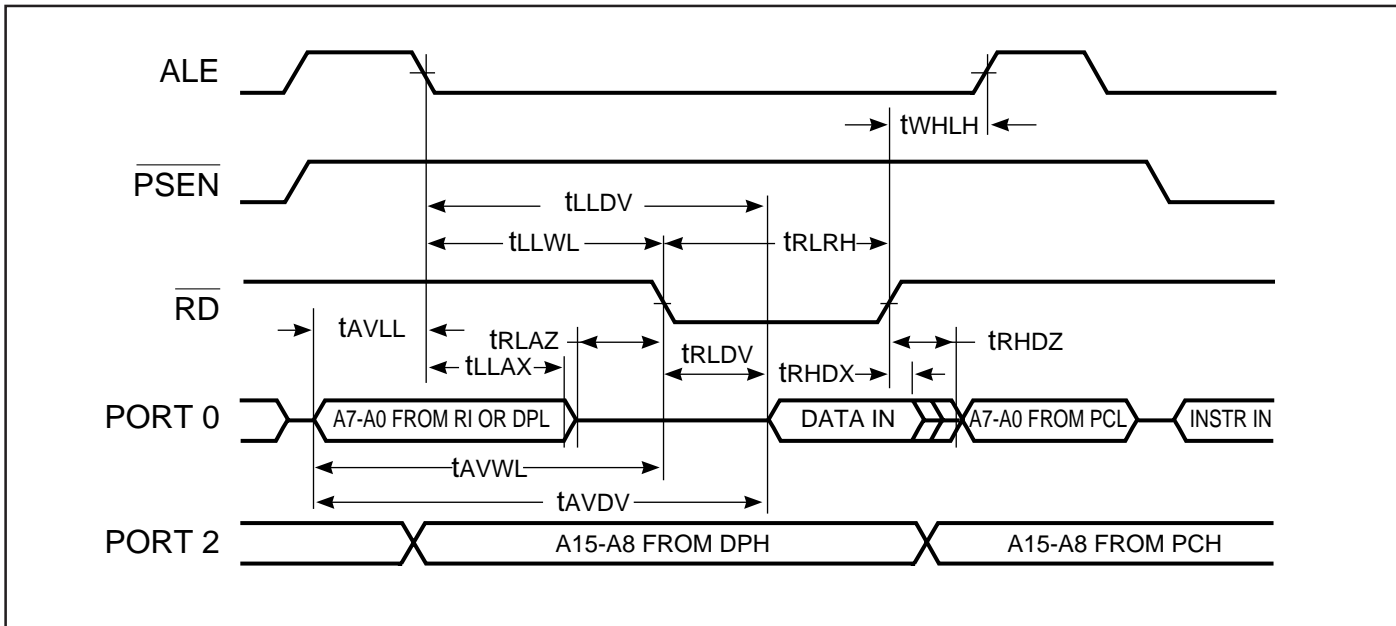 ALE
tWHLH
PSEN
tLLDV
tLLWL
tRLRH
RD
tAVLL
tRLAZ
tRLDV
tRHDZ
tLLAX
tRHDX
PORT 0
A7-A0 FROM RI OR DPL
DATA IN
A7-A0 FROM PCL
INSTR IN
tAVWL
tAVDV
PORT 2
A15-A8 FROM DPH
A15-A8 FROM PCH